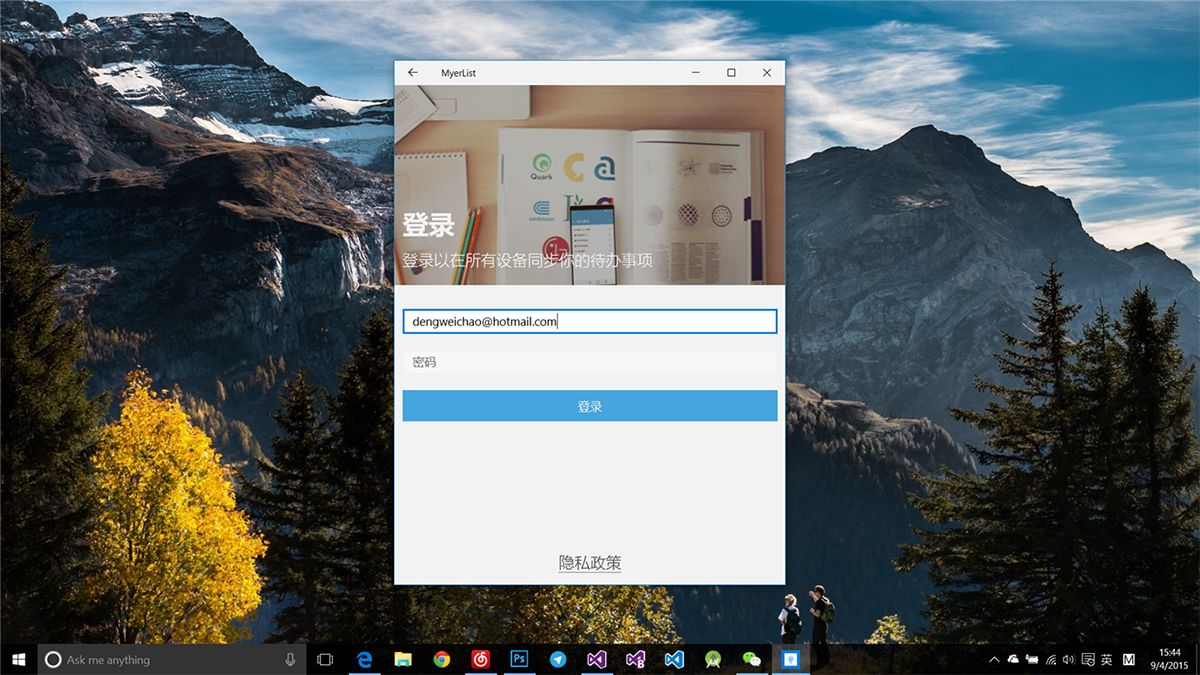 MyerList
Quark
登录
登录以在所有设备同步你的待办事项
dengweichao@hotmail.com
密码
登录
隐私政策
Ask me anything
Ps
英
M
15:44
9/4/2015